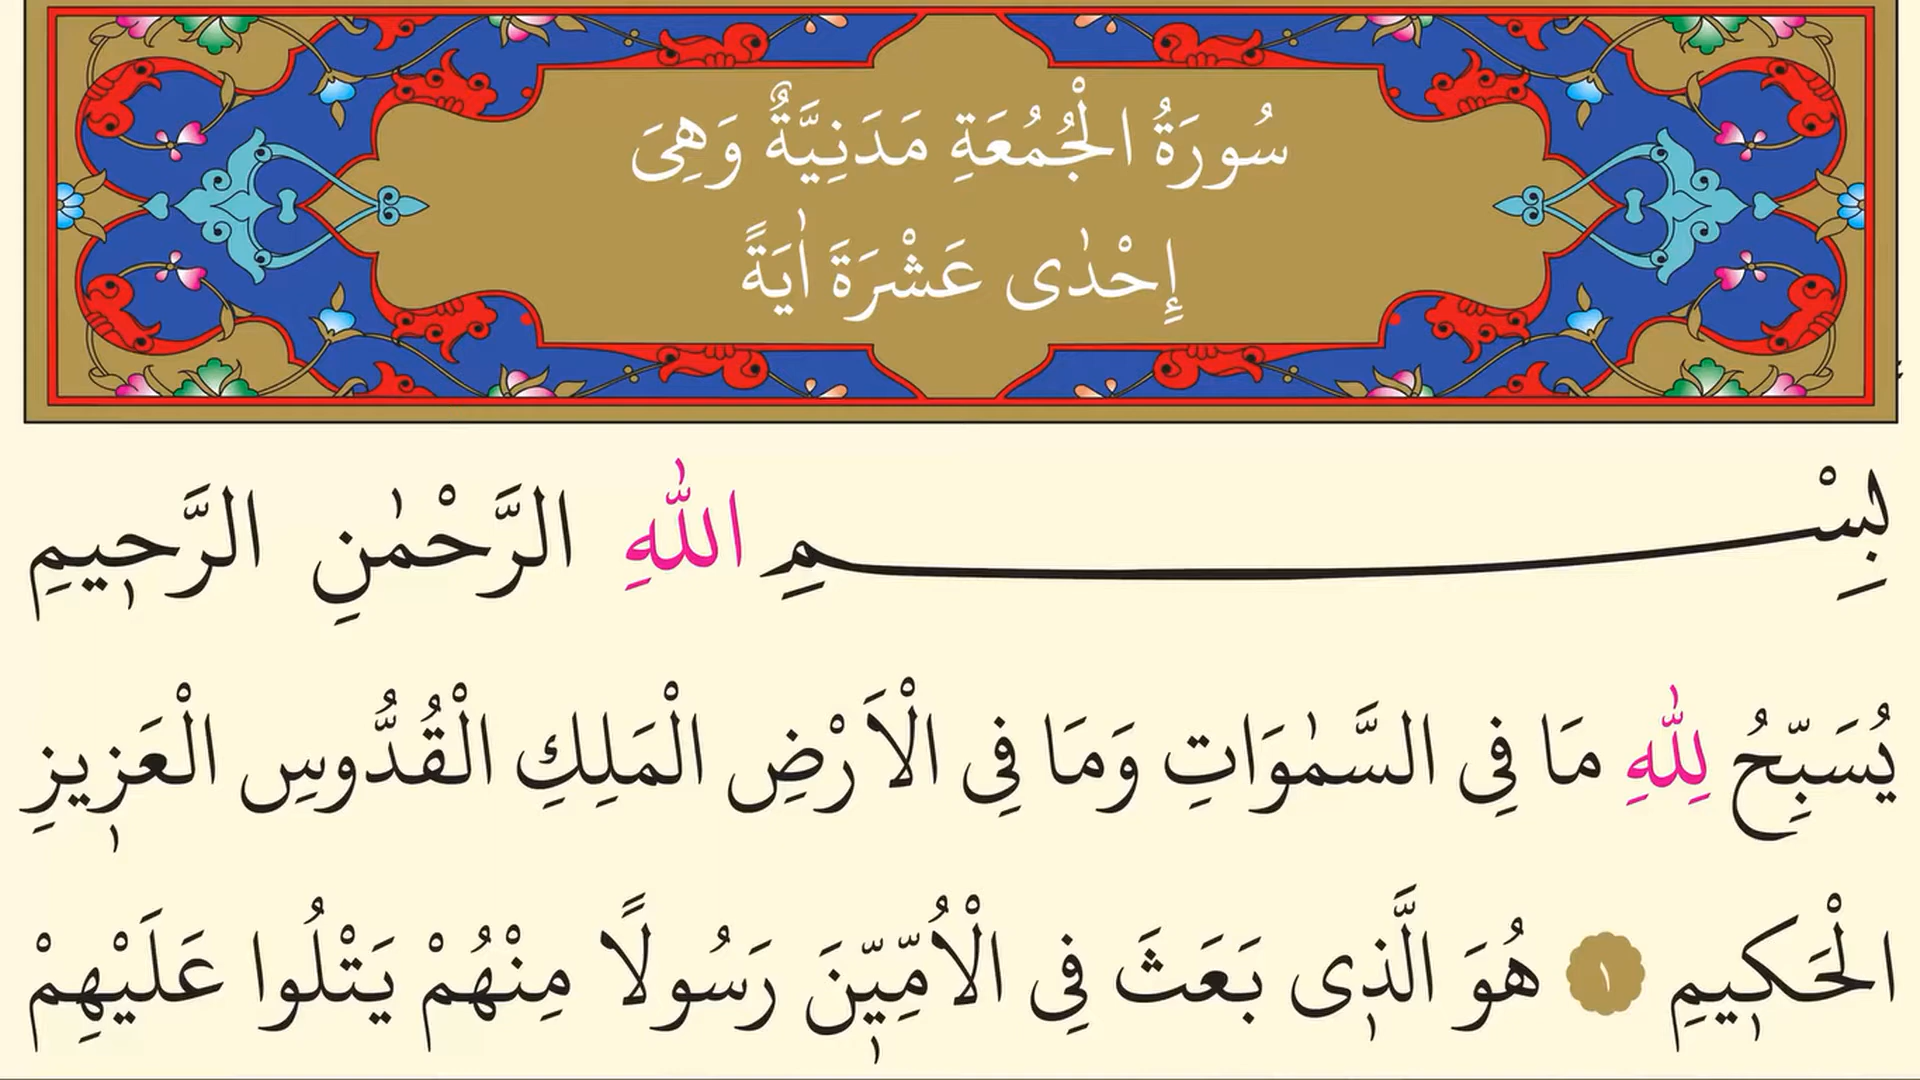 سُورَةُ الْجُمُعَةِ مَدَنِيَّةٌ وَهِىَ
إِحْدٰى عَشْرَةَ اٰيَةً
بِسْمِ اللّٰهِ الرَّحْمٰنِ الرَّحٖيمِ
يُسَبِّحُ لِلّٰهِ مَا فِى السَّمٰوَاتِ وَمَا فِى الْاَرْضِ الْمَلِكِ الْقُدُّوسِ الْعَزٖيزِ
الْحَكٖيمِ ١ هُوَ الَّذٖى بَعَثَ فِى الْاُمِّيّٖنَ رَسُولًا مِنْهُمْ يَتْلُوا عَلَيْهِمْ